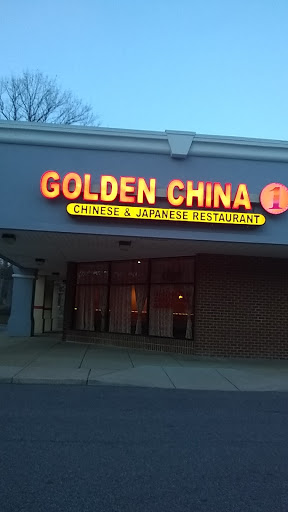 GOLDEN CHINA 1
CHINESE & JAPANESE RESTAURANT